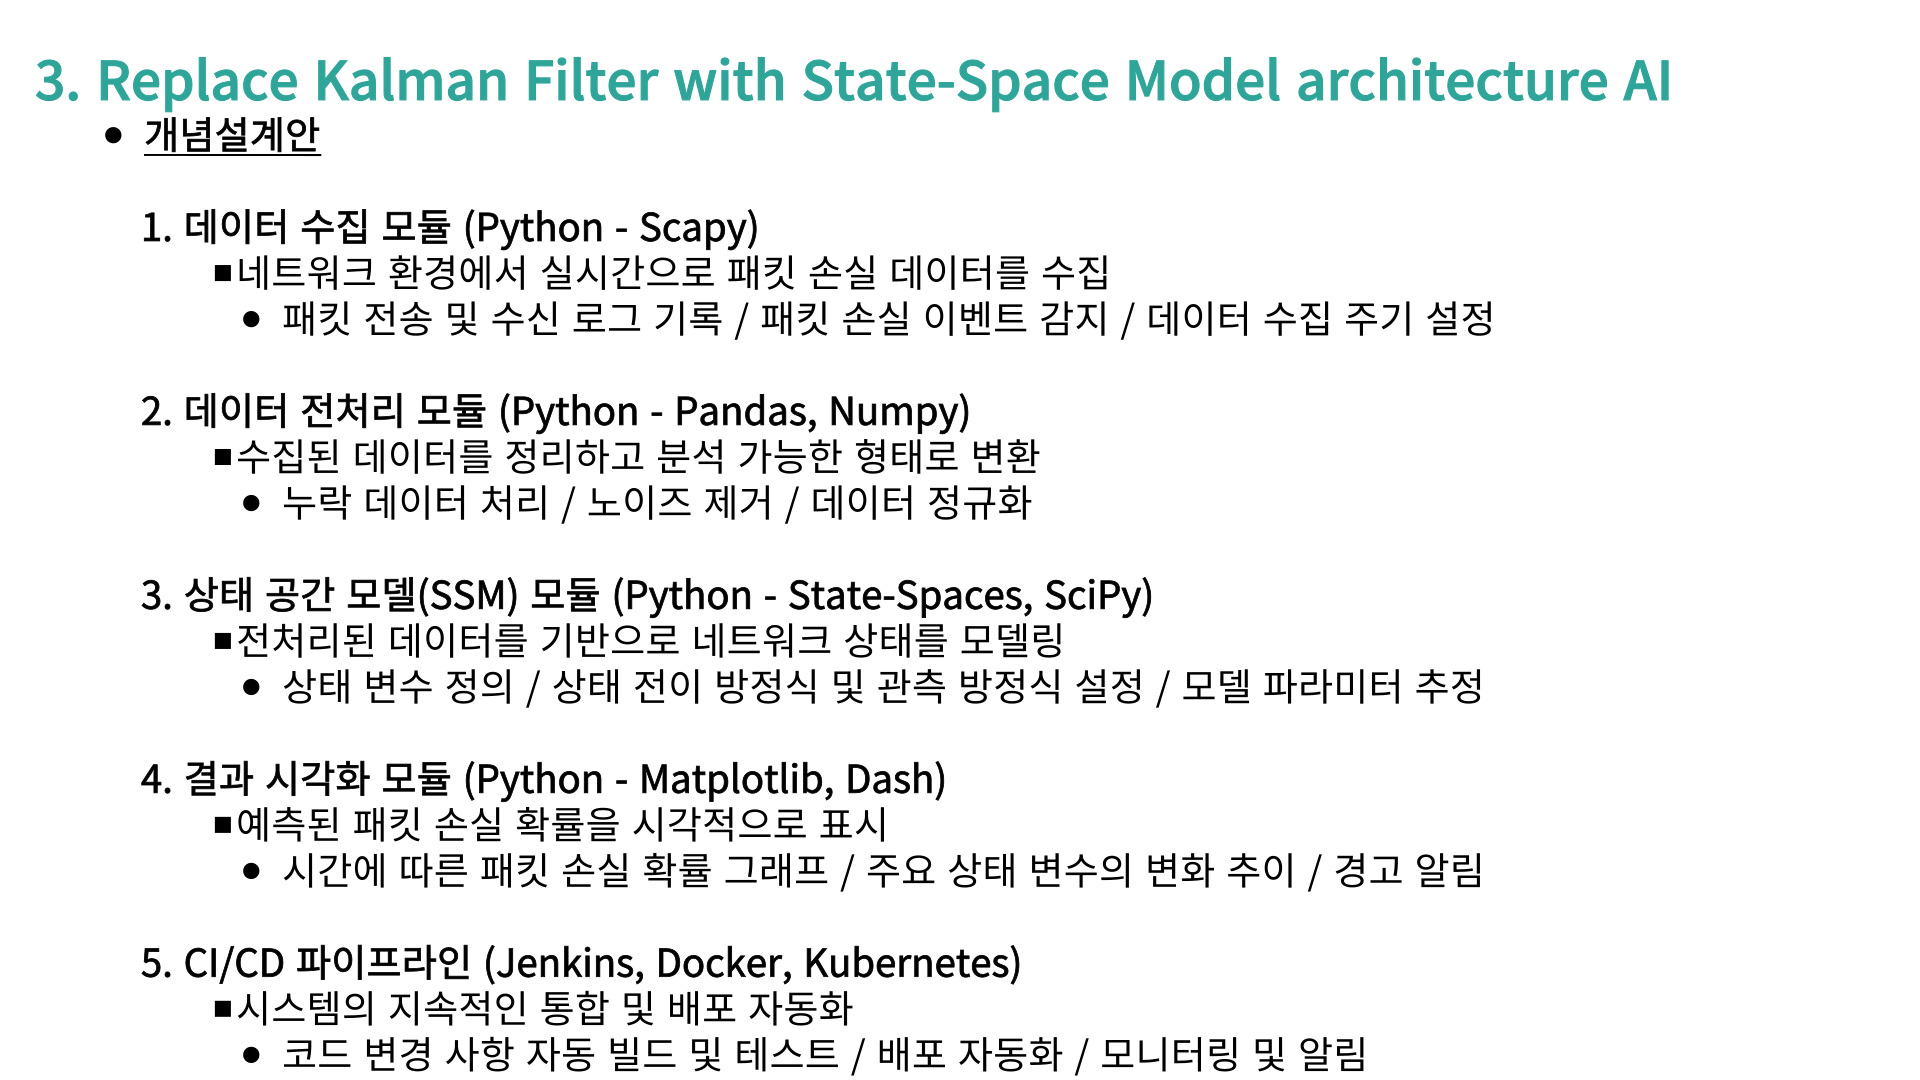 3. Replace Kalman Filter with State-Space Model architecture AI
● 개념설계안
1. 데이터 수집 모듈 (Python - Scapy)
■네트워크 환경에서 실시간으로 패킷 손실 데이터를 수집
● 패킷 전송 및 수신 로그 기록 / 패킷 손실 이벤트 감지 / 데이터 수집 주기 설정
2. 데이터 전처리 모듈 (Python - Pandas, Numpy)
■수집된 데이터를 정리하고 분석 가능한 형태로 변환
● 누락 데이터 처리 / 노이즈 제거 / 데이터 정규화
3. 상태 공간 모델(SSM) 모듈 (Python - State-Spaces, SciPy)
■전처리된 데이터를 기반으로 네트워크 상태를 모델링
● 상태 변수 정의 / 상태 전이 방정식 및 관측 방정식 설정 / 모델 파라미터 추정
4. 결과 시각화 모듈 (Python - Matplotlib, Dash)
■예측된 패킷 손실 확률을 시각적으로 표시
● 시간에 따른 패킷 손실 확률 그래프 / 주요 상태 변수의 변화 추이 / 경고 알림
5. CI/CD 파이프라인 (Jenkins, Docker, Kubernetes)
■시스템의 지속적인 통합 및 배포 자동화
● 코드 변경 사항 자동 빌드 및 테스트 / 배포 자동화 / 모니터링 및 알림